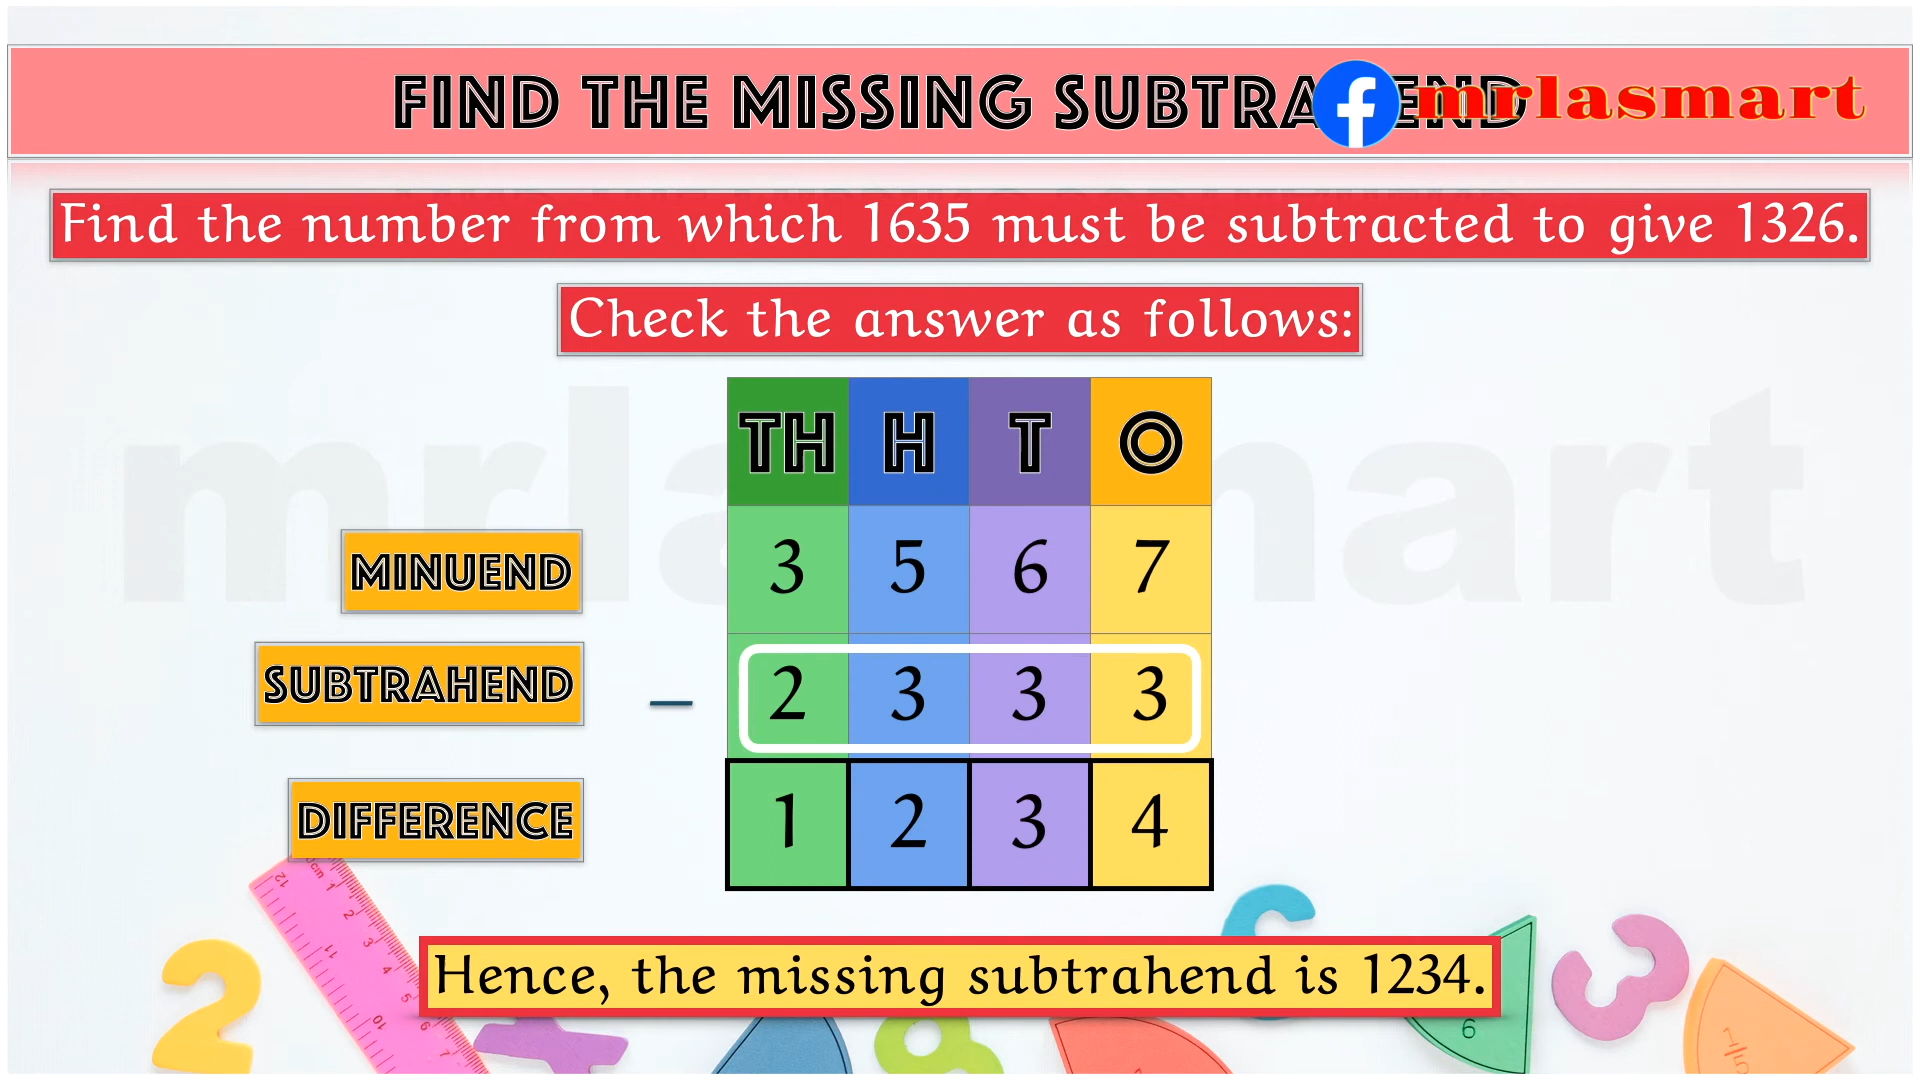 FIND THE MISSING SUBTRAHEND
mrlasmart
Find the number from which 1635 must be subtracted to give 1326.
Check the answer as follows:
mrlasmart
TH H T O
MINUEND 3 5 6 7
SUBTRAHEND – 2 3 3 3
DIFFERENCE 1 2 3 4
Hence, the missing subtrahend is 1234.